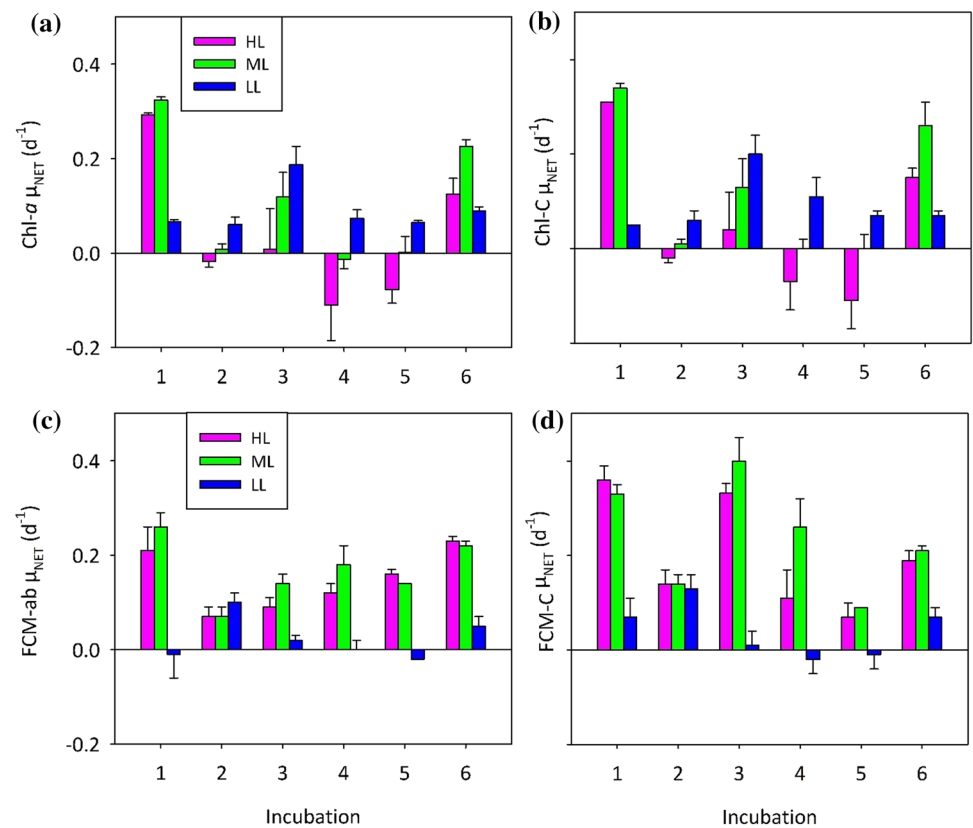 (a)
HL
ML
LL
0.4
0.2
0.0
-0.2
Chl-a μNET (d-1)
1 2 3 4 5 6
(b)
Chl-C μNET (d-1)
1 2 3 4 5 6
(c)
HL
ML
LL
0.4
0.2
0.0
-0.2
FCM-ab μNET (d-1)
1 2 3 4 5 6
Incubation
(d)
FCM-C μNET (d-1)
1 2 3 4 5 6
Incubation